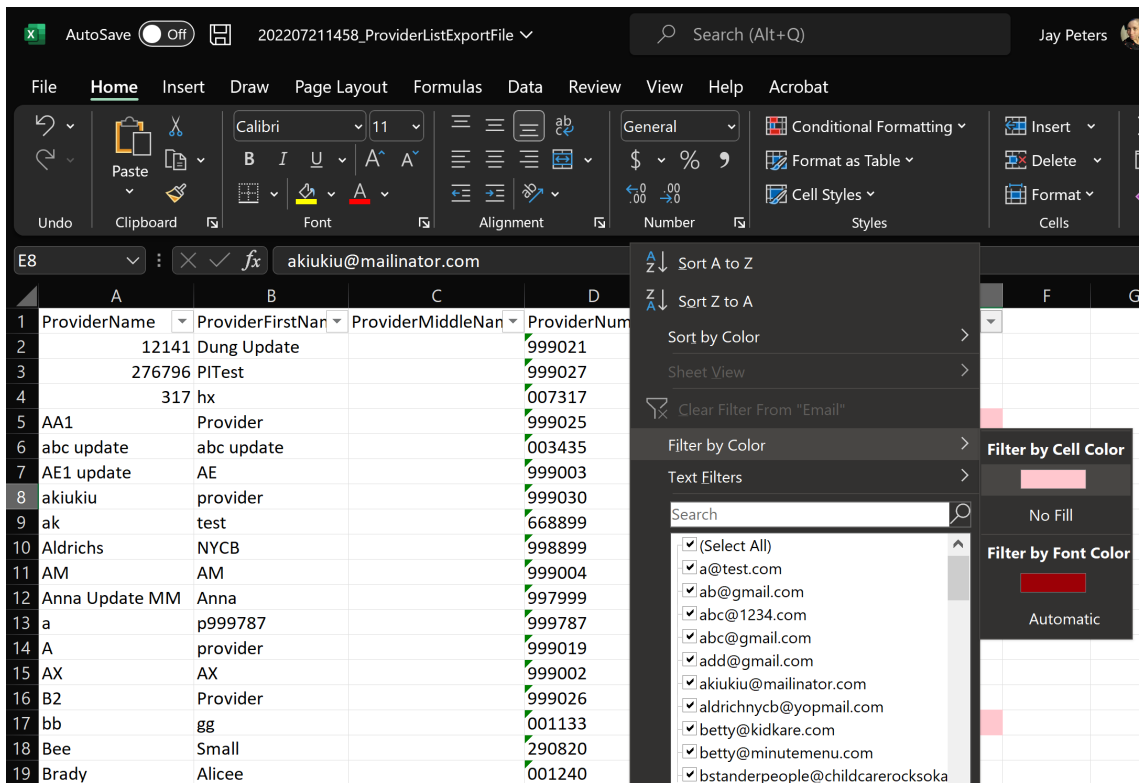 AutoSave Off 202207211458_ProviderListExportFile Search (Alt+Q) Jay Peters
File Home Insert Draw Page Layout Formulas Data Review View Help Acrobat
Calibri 11 ab General Conditional Formatting Insert
Paste B I U A A $ % Format as Table Delete
A Cell Styles Format
Undo Clipboard Font Alignment Number Styles Cells
E8 fx akiukiu@mailinator.com
A B C D F G
1 ProviderName ProviderFirstNan ProviderMiddleNan ProviderNum
2 12141 Dung Update 999021
3 276796 PITest 999027
4 317 hx 007317
5 AA1 Provider 999025
6 abc update abc update 003435
7 AE1 update AE 999003
8 akiukiu provider 999030
9 ak test 668899
10 Aldrichs NYCB 998899
11 AM AM 999004
12 Anna Update MM Anna 997999
13 a p999787 999787
14 A provider 999019
15 AX AX 999002
16 B2 Provider 999026
17 bb gg 001133
18 Bee Small 290820
19 Brady Alicee 001240
Sort A to Z
Sort Z to A
Sort by Color
Sheet View
Clear Filter From "Email"
Filter by Color
Text Filters
Search
(Select All)
a@test.com
ab@gmail.com
abc@1234.com
abc@gmail.com
add@gmail.com
akiukiu@mailinator.com
aldrichnycb@yopmail.com
betty@kidkare.com
betty@minutemenu.com
bstanderpeople@childcarerocksoka
Filter by Cell Color
No Fill
Filter by Font Color
Automatic